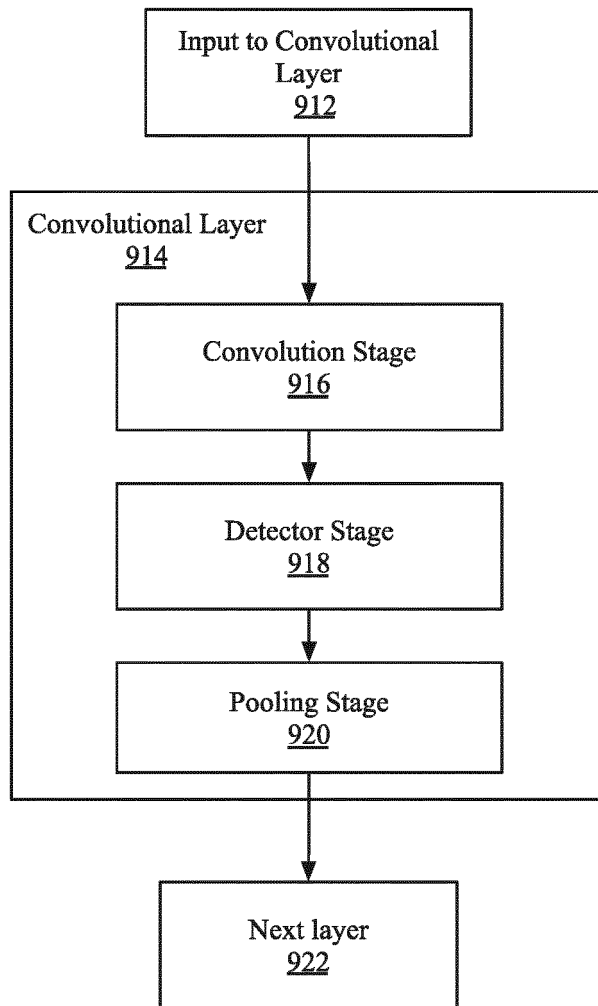 Input to Convolutional
Layer
912
Convolutional Layer
914
Convolution Stage
916
Detector Stage
918
Pooling Stage
920
Next layer
922